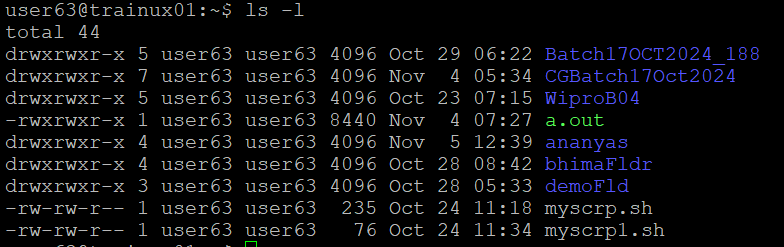 user63@trainux01:~$ ls -l
total 44
drwxrwxr-x 5 user63 user63 4096 Oct 29 06:22 Batch17OCT2024_188
drwxrwxr-x 7 user63 user63 4096 Nov  4 05:34 CGBatch17Oct2024
drwxrwxr-x 5 user63 user63 4096 Oct 23 07:15 WiproB04
-rwxrwxr-x 1 user63 user63 8440 Nov  4 07:27 a.out
drwxrwxr-x 4 user63 user63 4096 Nov  5 12:39 ananyas
drwxrwxr-x 4 user63 user63 4096 Oct 28 08:42 bhimaFldr
drwxrwxr-x 3 user63 user63 4096 Oct 28 05:33 demoFld
-rw-rw-r-- 1 user63 user63  235 Oct 24 11:18 myscrp.sh
-rw-rw-r-- 1 user63 user63   76 Oct 24 11:34 myscrp1.sh
user63@trainux01:~$